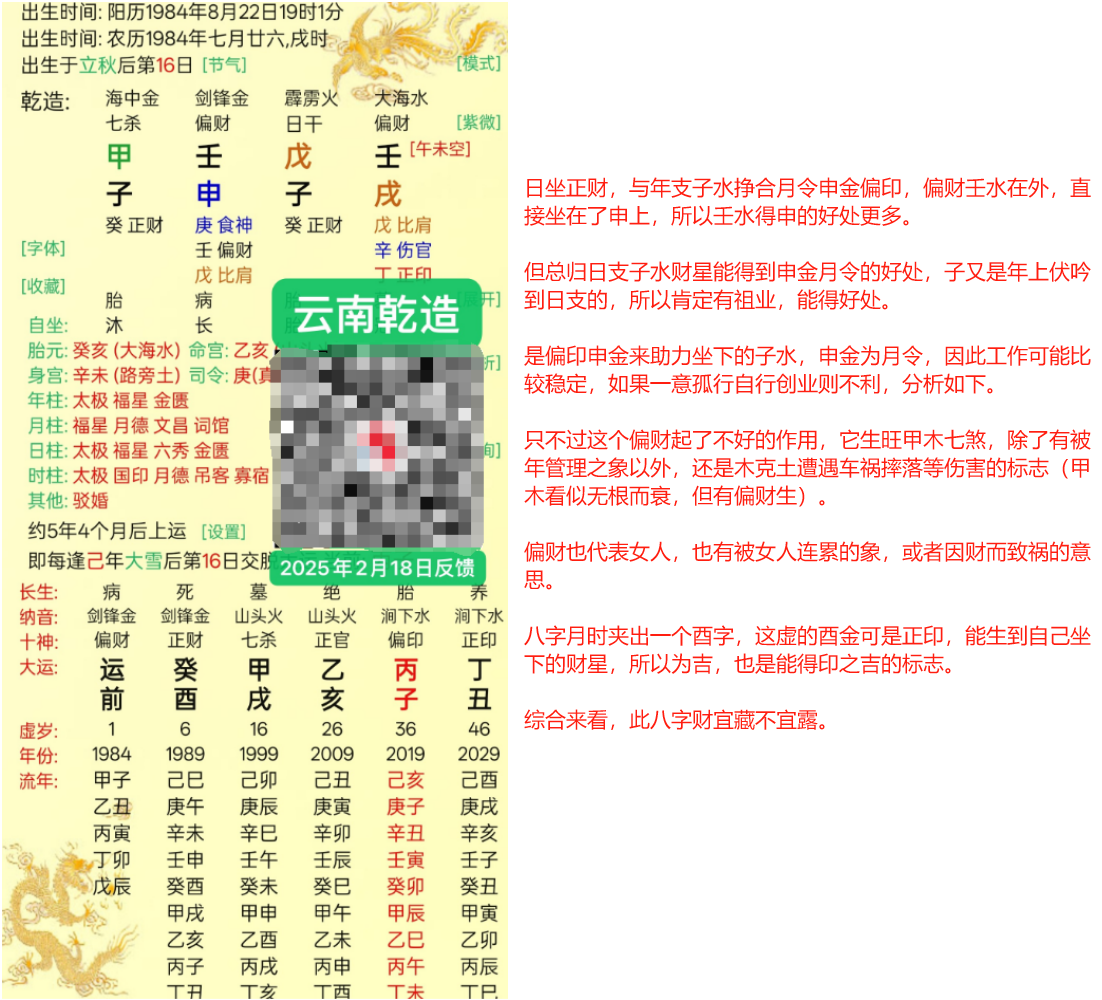 出生时间: 阳历1984年8月22日19时1分
出生时间: 农历1984年七月廿六,戌时
出生于立秋后第16日 [节气] [模式]
乾造: 海中金 剑锋金 霹雳火 大海水
七杀 偏财 日干 偏财 [紫微]
甲 壬 戊 壬 [午未空]
子 申 子 戌
癸 正财 庚 食神 癸 正财 戊 比肩
[字体] 壬 偏财 辛 伤官
戊 比肩 丁 正印
[收藏]
胎 病 胎 开]
自坐: 沐 长
胎元: 癸亥 (大海水) 命宫: 乙亥
身宫: 辛未 (路旁土) 司令: 庚(真 析]
年柱: 太极 福星 金匮
月柱: 福星 月德 文昌 词馆
日柱: 太极 福星 六秀 金匮 询]
时柱: 太极 国印 月德 吊客 寡宿
其他: 驳婚
约5年4个月后上运 [设置]
即每逢己年大雪后第16日交脱
云南乾造
2025年2月18日反馈
长生: 病 死 墓 绝 胎 养
纳音: 剑锋金 剑锋金 山头火 山头火 涧下水 涧下水
十神: 偏财 正财 七杀 正官 偏印 正印
大运: 运 癸 甲 乙 丙 丁
前 酉 戌 亥 子 丑
虚岁: 1 6 16 26 36 46
年份: 1984 1989 1999 2009 2019 2029
流年: 甲子 己巳 己卯 己丑 己亥 己酉
乙丑 庚午 庚辰 庚寅 庚子 庚戌
丙寅 辛未 辛巳 辛卯 辛丑 辛亥
丁卯 壬申 壬午 壬辰 壬寅 壬子
戊辰 癸酉 癸未 癸巳 癸卯 癸丑
甲戌 甲申 甲午 甲辰 甲寅
乙亥 乙酉 乙未 乙巳 乙卯
丙子 丙戌 丙申 丙午 丙辰
丁丑 丁亥 丁酉 丁未 丁巳
日坐正财，与年支子水挣合月令申金偏印，偏财壬水在外，直
接坐在了申上，所以壬水得申的好处更多。
但总归日支子水财星能得到申金月令的好处，子又是年上伏吟
到日支的，所以肯定有祖业，能得好处。
是偏印申金来助力坐下的子水，申金为月令，因此工作可能比
较稳定，如果一意孤行自行创业则不利，分析如下。
只不过这个偏财起了不好的作用，它生旺甲木七煞，除了有被
年管理之象以外，还是木克土遭遇车祸摔落等伤害的标志（甲
木看似无根而衰，但有偏财生）。
偏财也代表女人，也有被女人连累的象，或者因财而致祸的意
思。
八字月时夹出一个酉字，这虚的酉金可是正印，能生到自己坐
下的财星，所以为吉，也是能得印之吉的标志。
综合来看，此八字财宜藏不宜露。